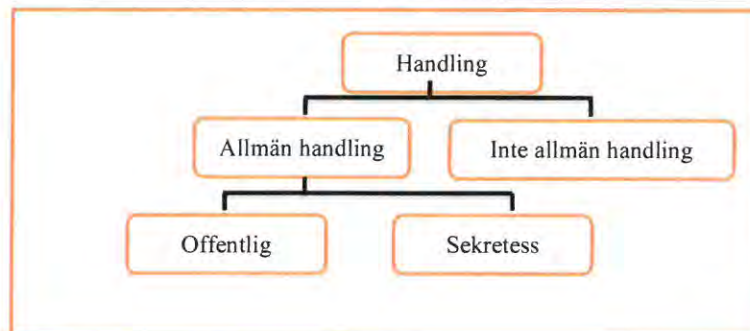 Handling
Allmän handling
Inte allmän handling
Offentlig
Sekretess